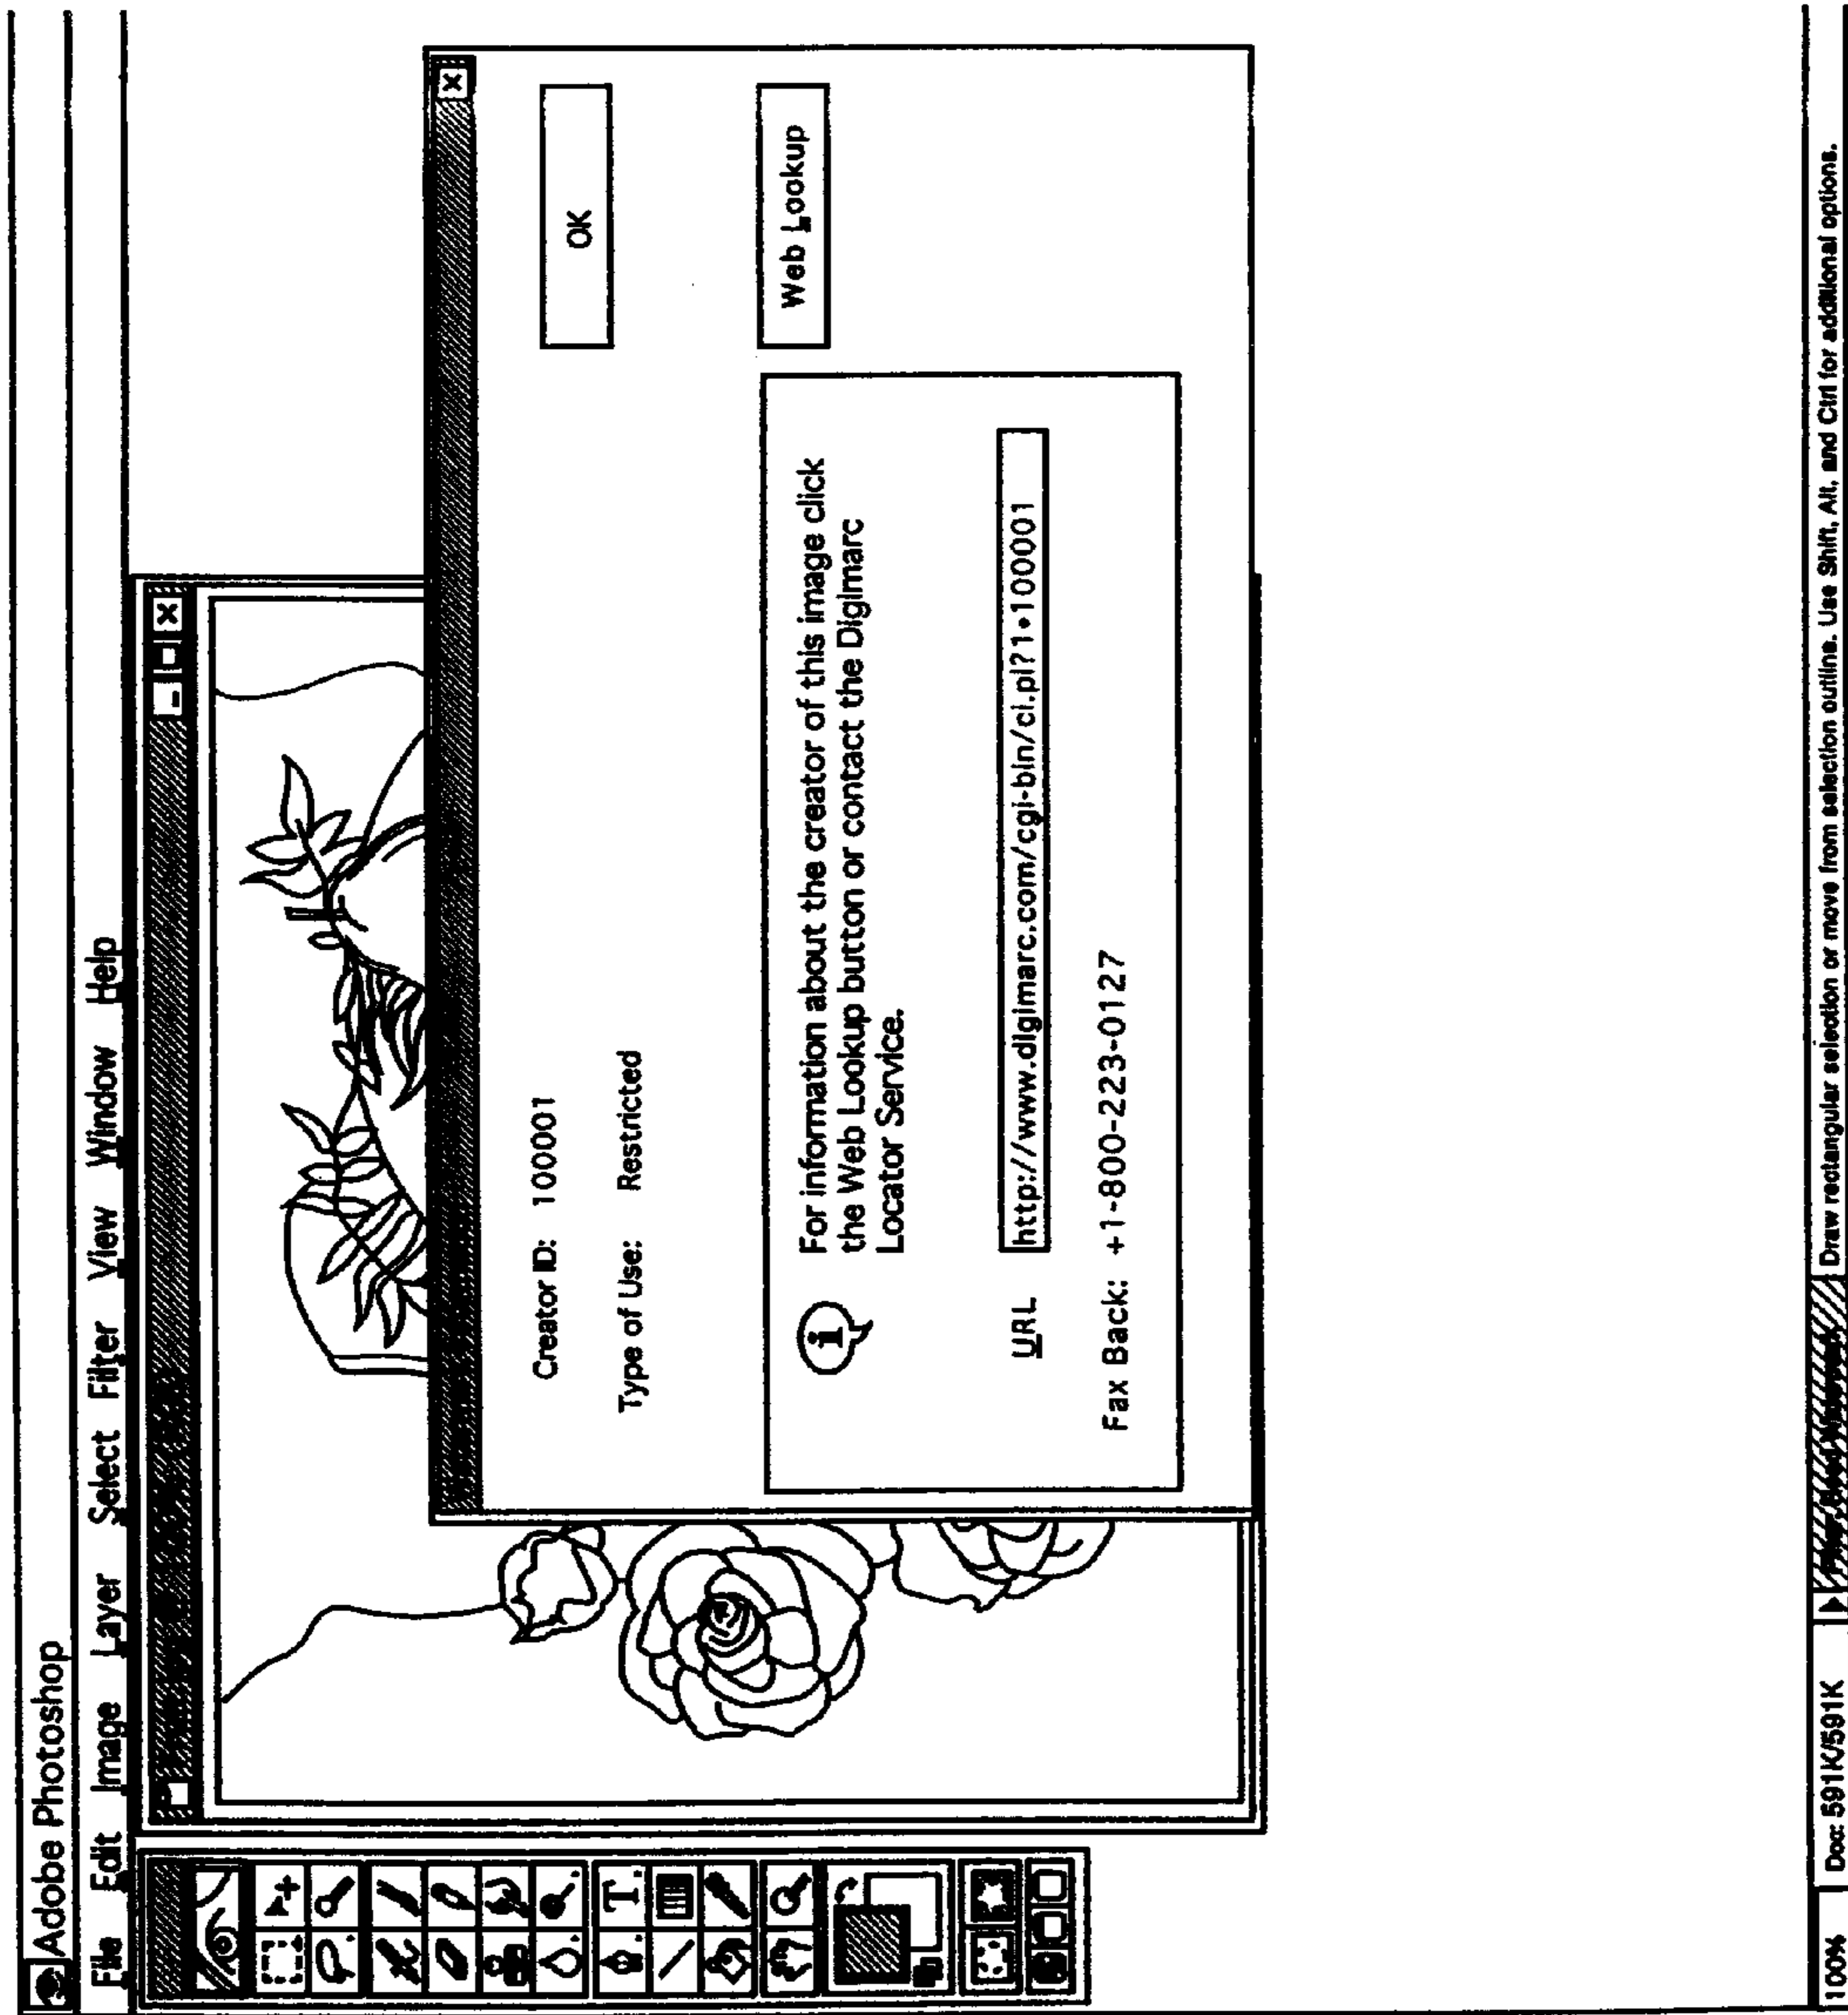 Adobe Photoshop
File Edit Image Layer Select Filter View Window Help
Creator ID: 100001
OK
Type of Use: Restricted
Web Lookup
For information about the creator of this image click
the Web Lookup button or contact the Digimarc
Locator Service.
URL http://www.digimarc.com/cgi-bin/ci.pl?1+100001
Fax Back: +1-800-223-0127
T
100% Doc: 591K/591K Draw rectangular selection or move from selection outline. Use Shift, Alt, and Ctrl for additional options.